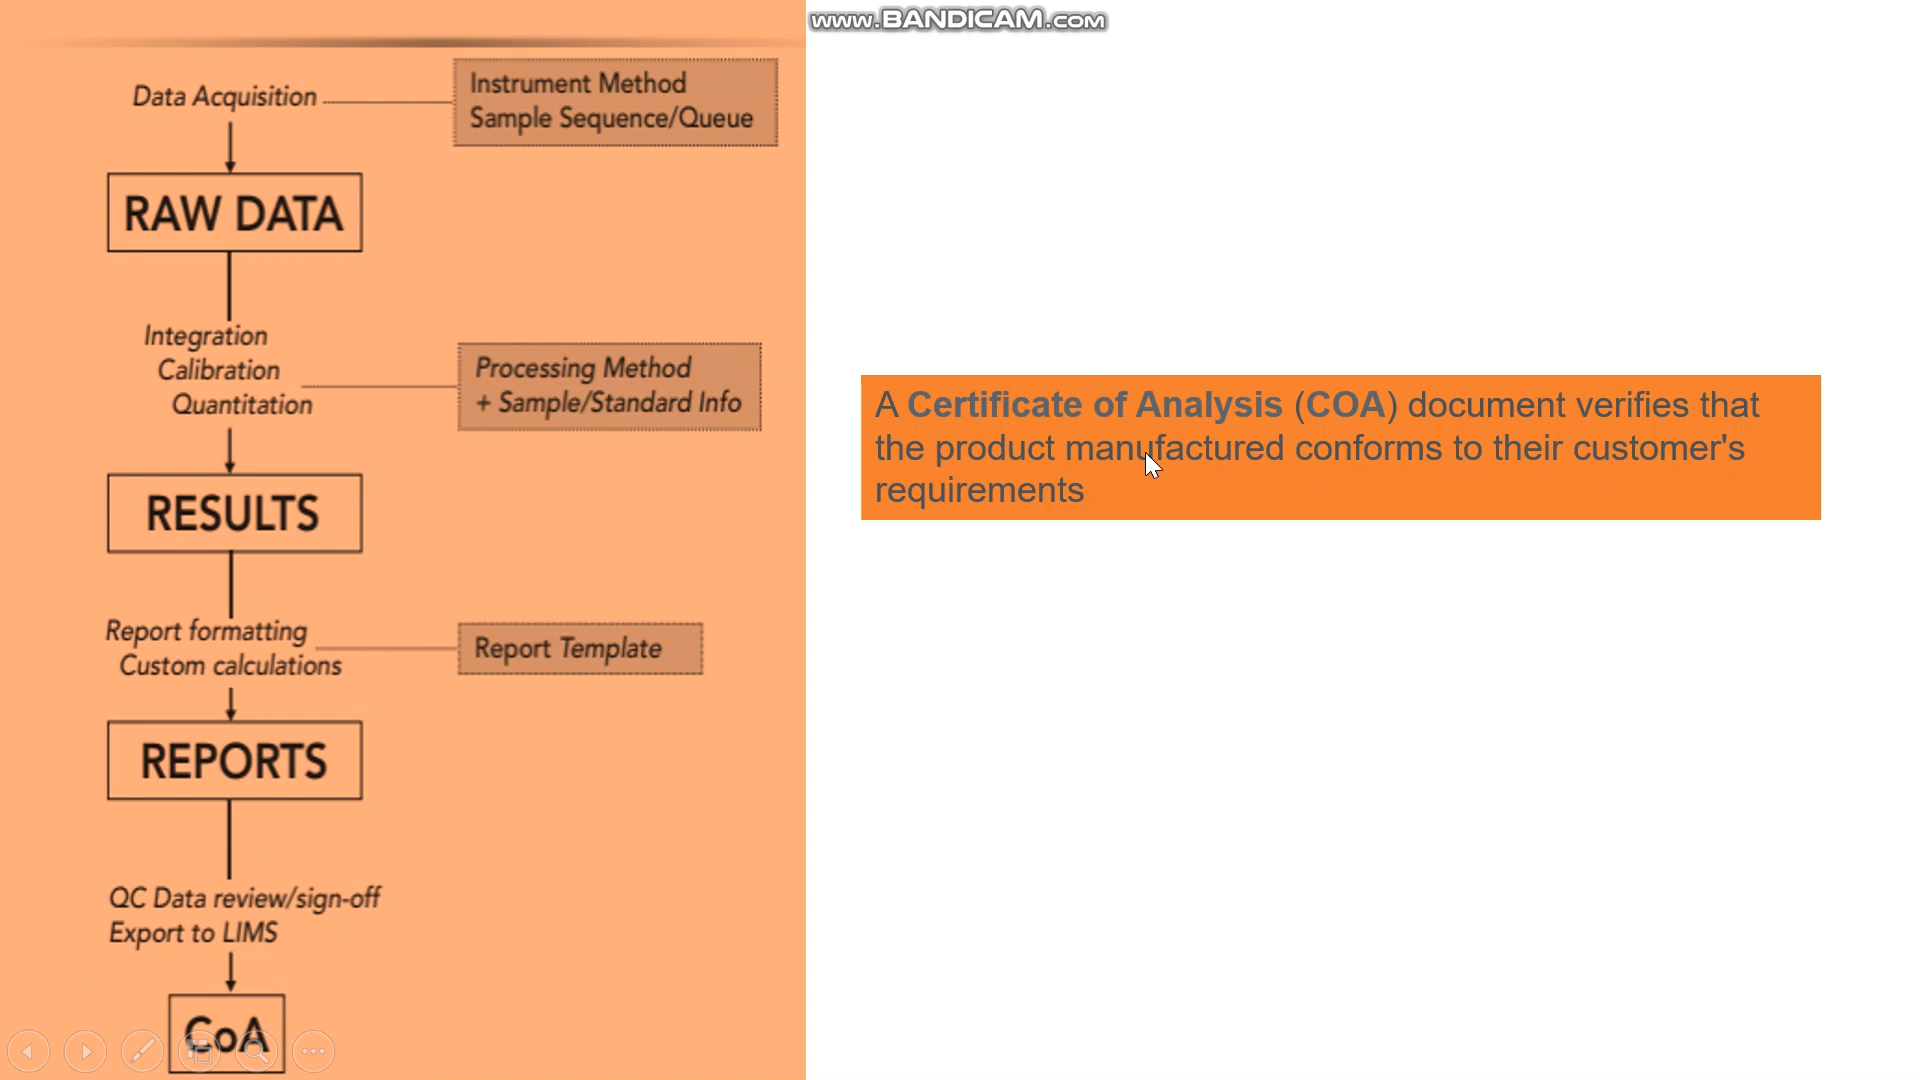 www.BANDICAM.com
Data Acquisition
Instrument Method
Sample Sequence/Queue
RAW DATA
Integration
Calibration
Quantitation
Processing Method
+ Sample/Standard Info
RESULTS
Report formatting
Custom calculations
Report Template
REPORTS
QC Data review/sign-off
Export to LIMS
CoA
A Certificate of Analysis (COA) document verifies that
the product manufactured conforms to their customer's
requirements